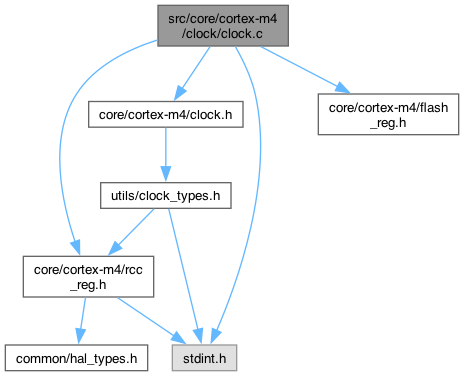 src/core/cortex-m4
/clock/clock.c
core/cortex-m4/clock.h
core/cortex-m4/flash
_reg.h
utils/clock_types.h
core/cortex-m4/rcc
_reg.h
common/hal_types.h
stdint.h